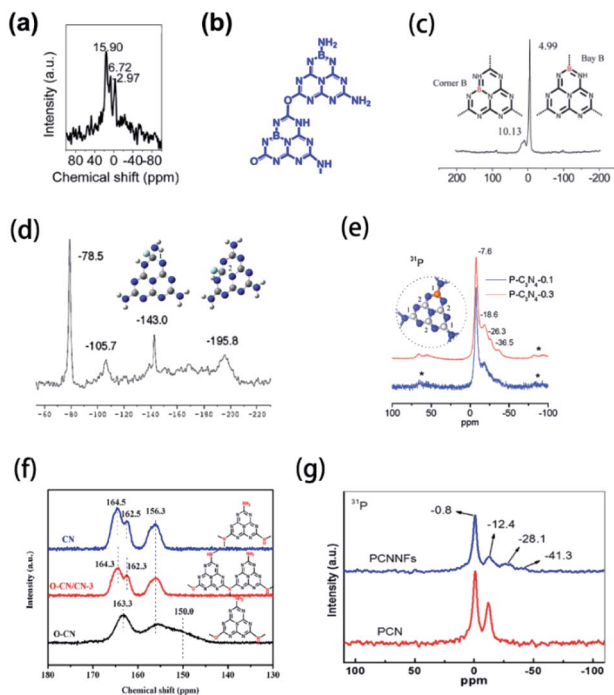 (a)
15.90
6.72
2.97
Intensity (a.u.)
80 40 0 -40 -80
Chemical shift (ppm)
(b)
NH₂
B
N N
N N N
O N N NH₂
N NH
B N N
O N N NH
(c)
4.99
Corner B
Bay B
10.13
Intensity (a.u.)
200 100 0 -100 -200
(d)
-78.5
-105.7
-143.0
-195.8
1
2
-60 -80 -100 -120 -140 -160 -180 -200 -220
(e)
³¹P
-7.6
P-C₃N₄-0.1
P-C₃N₄-0.3
-18.6
-26.3
-36.5
* *
* *
100 50 0 -50 -100
ppm
(f)
164.5
162.5
156.3
CN
164.3
162.3
O-CN/CN-3
163.3
150.0
O-CN
Intensity (a.u.)
180 170 160 150 140 130
Chemical shift (ppm)
(g)
³¹P
-0.8
-12.4
-28.1
-41.3
PCNNFs
PCN
Intensity (a.u.)
100 50 0 -50 -100
ppm